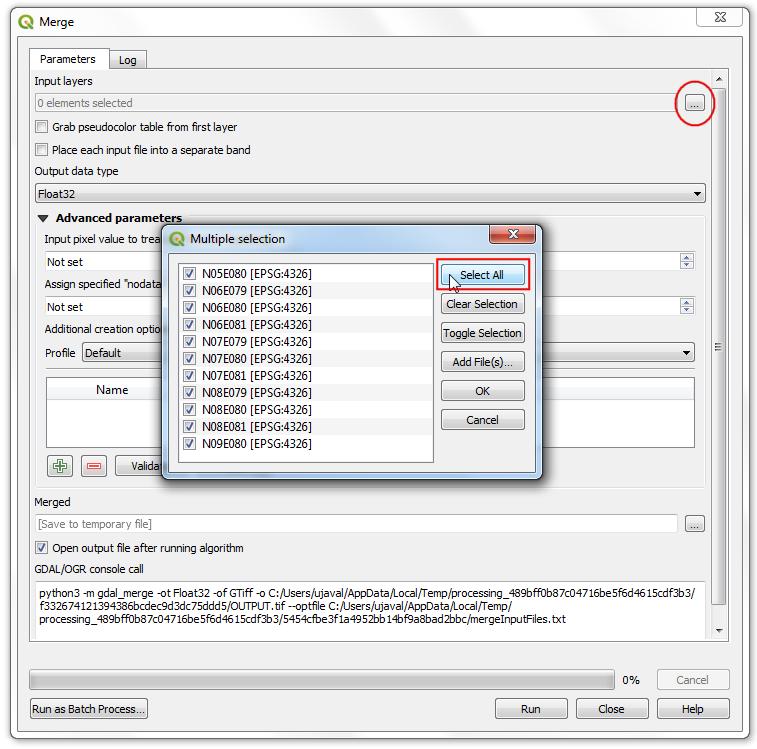 Merge
Parameters
Log
Input layers
0 elements selected
...
Grab pseudocolor table from first layer
Place each input file into a separate band
Output data type
Float32
Advanced parameters
Input pixel value to trea
Not set
Assign specified "nodata
Not set
Additional creation optio
Profile
Default
Name
Valida
Multiple selection
N05E080 [EPSG:4326]
N06E079 [EPSG:4326]
N06E080 [EPSG:4326]
N06E081 [EPSG:4326]
N07E079 [EPSG:4326]
N07E080 [EPSG:4326]
N07E081 [EPSG:4326]
N08E079 [EPSG:4326]
N08E080 [EPSG:4326]
N08E081 [EPSG:4326]
N09E080 [EPSG:4326]
Select All
Clear Selection
Toggle Selection
Add File(s)...
OK
Cancel
Merged
[Save to temporary file]
...
Open output file after running algorithm
GDAL/OGR console call
python3 -m gdal_merge -ot Float32 -of GTiff -o C:/Users/ujaval/AppData/Local/Temp/processing_489bff0b87c04716be5f6d4615cdf3b3/
f332674121394386bcdec9d3dc75ddd5/OUTPUT.tif --optfile C:/Users/ujaval/AppData/Local/Temp/
processing_489bff0b87c04716be5f6d4615cdf3b3/5454cfbe3f1a4952bb14bf9a8bad2bbc/mergeInputFiles.txt
0%
Cancel
Run as Batch Process...
Run
Close
Help